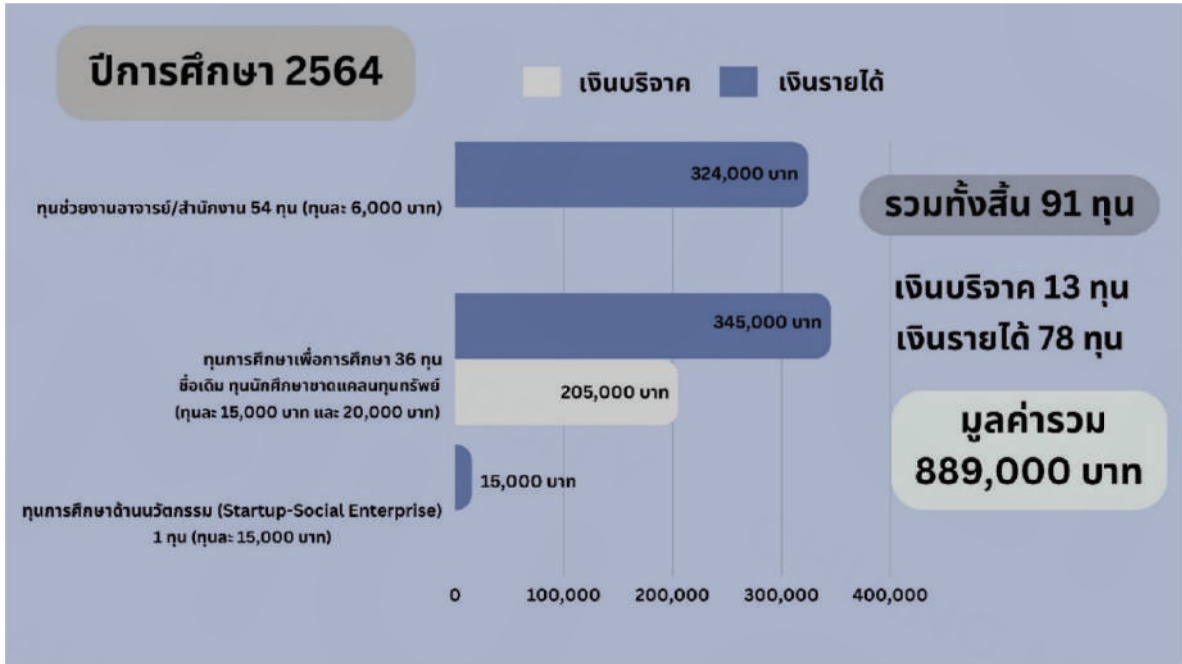 ปีการศึกษา 2564
เงินบริจาค
เงินรายได้
324,000 บาท
ทุนช่วยงานอาจารย์/สำนักงาน 54 ทุน (ทุนละ 6,000 บาท)
345,000 บาท
ทุนการศึกษาเพื่อการศึกษา 36 ทุน
ชื่อเดิม ทุนนักศึกษาขาดแคลนทุนทรัพย์
(ทุนละ 15,000 บาท และ 20,000 บาท)
205,000 บาท
15,000 บาท
ทุนการศึกษาด้านนวัตกรรม (Startup-Social Enterprise)
1 ทุน (ทุนละ 15,000 บาท)
0
100,000
200,000
300,000
400,000
รวมทั้งสิ้น 91 ทุน
เงินบริจาค 13 ทุน
เงินรายได้ 78 ทุน
มูลค่ารวม
889,000 บาท